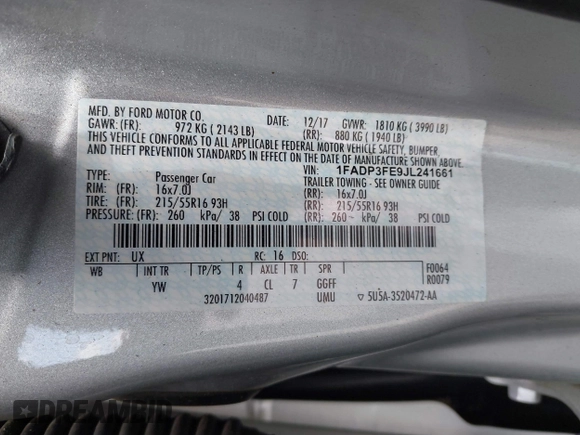 MFD. BY FORD MOTOR CO. DATE: 12/17 GVWR: 1810 KG ( 3990 LB)
GAWR: (FR): 972 KG ( 2143 LB) (RR): 880 KG ( 1940 LB)
THIS VEHICLE CONFORMS TO ALL APPLICABLE FEDERAL MOTOR VEHICLE SAFETY, BUMPER,
AND THEFT PREVENTION STANDARDS IN EFFECT ON THE DATE OF MANUFACTURE SHOWN ABOVE.
VIN: 1FADP3FE9JL241661
TYPE: Passenger Car TRAILER TOWING - SEE OWNER GUIDE
RIM: (FR): 16x7.0J (RR): 16x7.0J
TIRE: (FR): 215/55R16 93H (RR): 215/55R16 93H
PRESSURE: (FR): 260 kPa/ 38 PSI COLD (RR): 260 kPa/ 38 PSI COLD
EXT PNT: UX RC: 16 DSO:
WB INT TR TP/PS R AXLE TR SPR F0064
YW 4 CL 7 GGFF R0079
3201712040487 UMU ▽ 5U5A-3520472-AA
DREAMBID